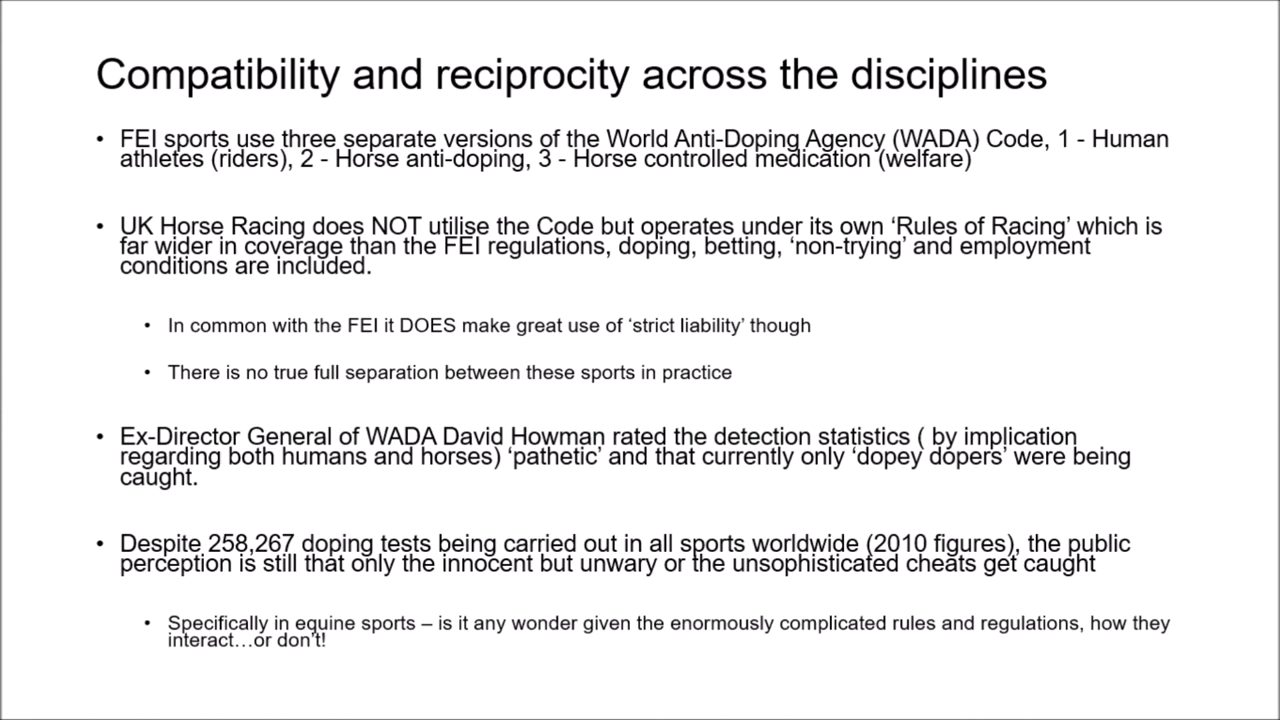 Compatibility and reciprocity across the disciplines
• FEI sports use three separate versions of the World Anti-Doping Agency (WADA) Code, 1 - Human
athletes (riders), 2 - Horse anti-doping, 3 - Horse controlled medication (welfare)
• UK Horse Racing does NOT utilise the Code but operates under its own ‘Rules of Racing’ which is
far wider in coverage than the FEI regulations, doping, betting, ‘non-trying’ and employment
conditions are included.
• In common with the FEI it DOES make great use of ‘strict liability’ though
• There is no true full separation between these sports in practice
• Ex-Director General of WADA David Howman rated the detection statistics ( by implication
regarding both humans and horses) ‘pathetic’ and that currently only ‘dopey dopers’ were being
caught.
• Despite 258,267 doping tests being carried out in all sports worldwide (2010 figures), the public
perception is still that only the innocent but unwary or the unsophisticated cheats get caught
• Specifically in equine sports – is it any wonder given the enormously complicated rules and regulations, how they
interact…or don’t!